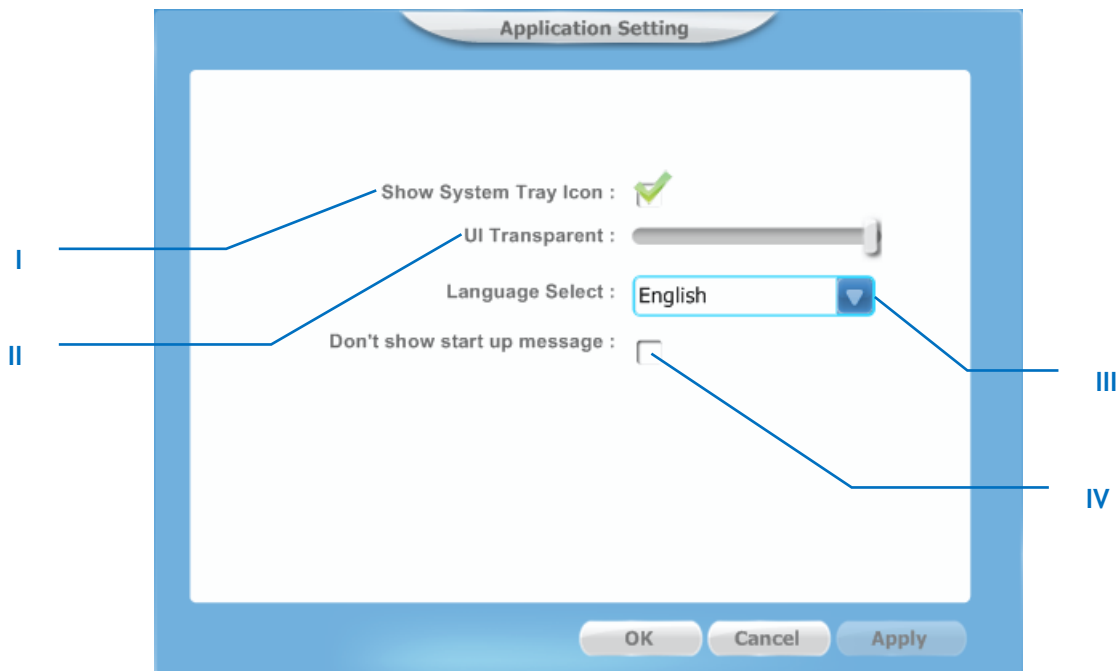 Application Setting
I
Show System Tray Icon :
II
UI Transparent :
Language Select : English
III
Don't show start up message :
IV
OK Cancel Apply